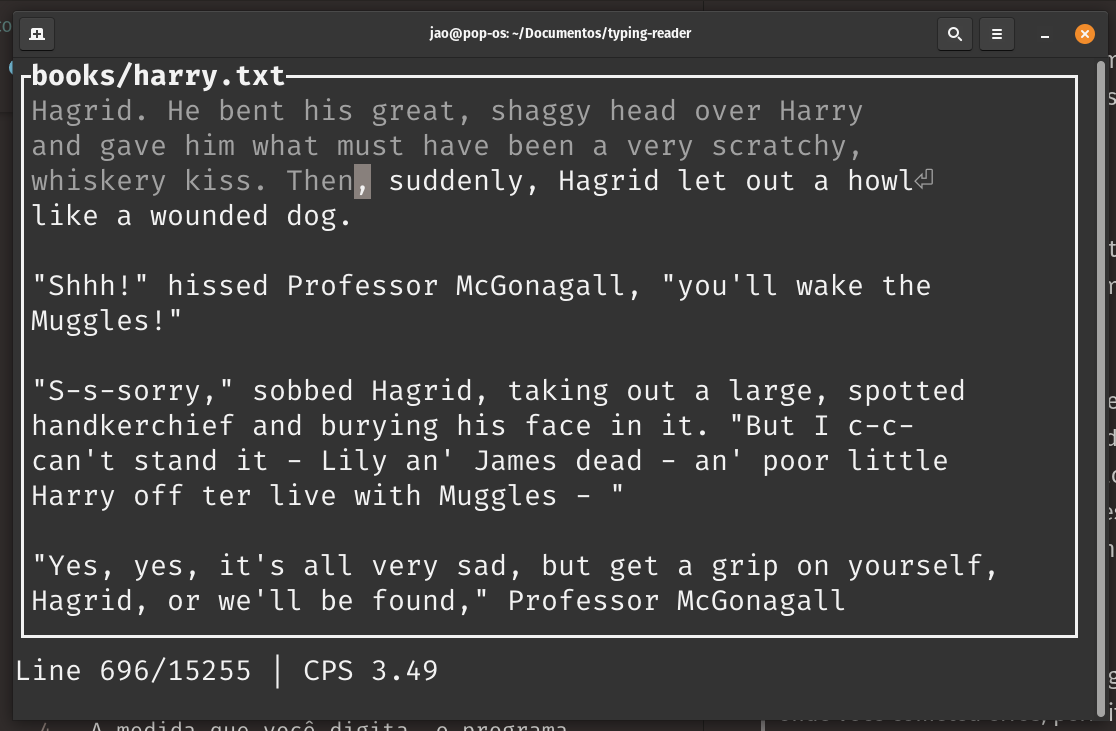 jao@pop-os: ~/Documentos/typing-reader
books/harry.txt
Hagrid. He bent his great, shaggy head over Harry
and gave him what must have been a very scratchy,
whiskery kiss. Then, suddenly, Hagrid let out a howl⏎
like a wounded dog.
"Shhh!" hissed Professor McGonagall, "you'll wake the
Muggles!"
"S-s-sorry," sobbed Hagrid, taking out a large, spotted
handkerchief and burying his face in it. "But I c-c-
can't stand it - Lily an' James dead - an' poor little
Harry off ter live with Muggles - "
"Yes, yes, it's all very sad, but get a grip on yourself,
Hagrid, or we'll be found," Professor McGonagall
Line 696/15255 | CPS 3.49
4. A medida que você digita, o programa